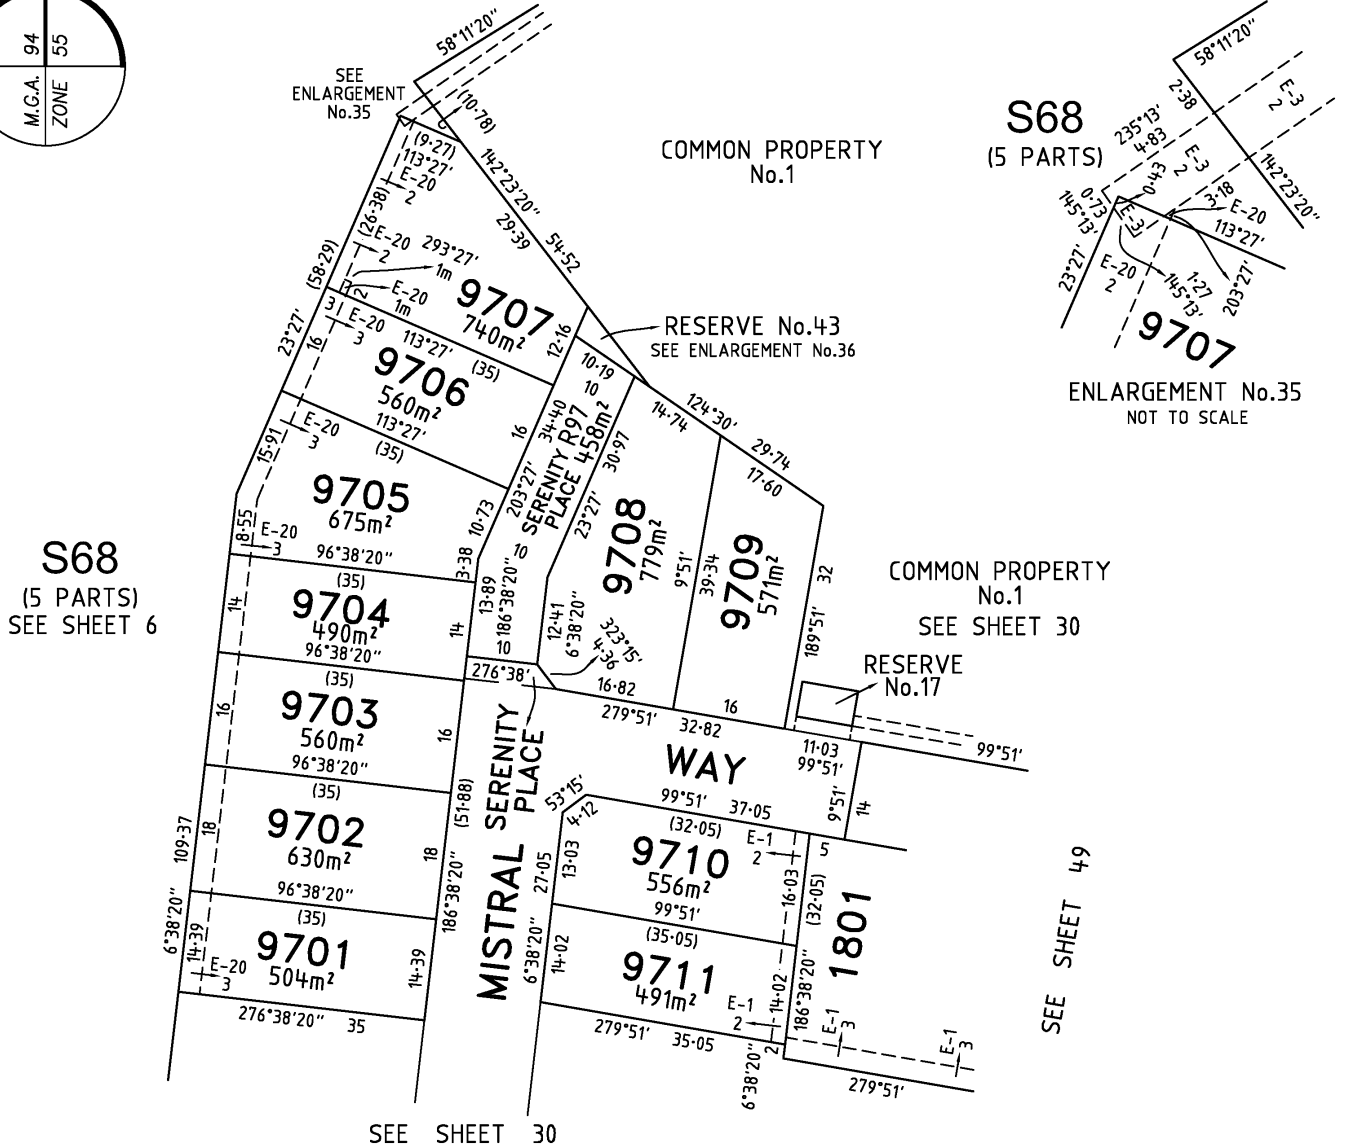 M.G.A. 94
ZONE 55
58°11'20"
SEE
ENLARGEMENT
No.35
(10·78)
(9·27)
113°27'
E-20
2
(26·38)
142°23'20"
29·39
54·52
COMMON PROPERTY
No.1
S68
(5 PARTS)
58°11'20"
2·38
E-3
2
235°13'
4·83
E-3
2
142°23'20"
0·43
3·18
0·73
145°13'
E-3
E-20
113°27'
23°27'
E-20
2
1·27
145°13'
203°27'
9707
ENLARGEMENT No.35
NOT TO SCALE
(58·29)
E-20
2
293°27'
1m
2
E-20
1m
9707
740m²
12·16
RESERVE No.43
SEE ENLARGEMENT No.36
3
E-20
3
113°27'
(35)
23°27'
16
9706
560m²
16
10·19
10
34·40
203°27'
SERENITY R97
PLACE 458m²
30·97
23°27'
14·74
124°30'
29·74
17·60
E-20
3
113°27'
(35)
15·91
9705
675m²
10·73
8·55
E-20
3
96°38'20"
(35)
3·38
10
13·89
186°38'20"
10
12·41
6°38'20"
323°15'
4·36
9708
779m²
9°51'
39·34
9709
571m²
32
189°51'
S68
(5 PARTS)
SEE SHEET 6
14
9704
490m²
14
96°38'20"
(35)
276°38'
16·82
279°51'
32·82
16
COMMON PROPERTY
No.1
SEE SHEET 30
RESERVE
No.17
11·03
99°51'
99°51'
16
9703
560m²
16
96°38'20"
(35)
MISTRAL
SERENITY
PLACE
WAY
53°15'
4·12
99°51'
37·05
9°51'
14
(51·88)
109·37
18
9702
630m²
18
96°38'20"
(35)
186°38'20"
27·05
13·03
(32·05)
E-1
2
5
9710
556m²
16·03
(32·05)
99°51'
(35·05)
1801
6°38'20"
14·39
E-20
3
9701
504m²
14·39
276°38'20"
35
6°38'20"
14·02
9711
491m²
E-1
2
14·02
186°38'20"
E-1
3
E-1
3
279°51'
35·05
2
6°38'20"
279°51'
SEE SHEET 49
SEE SHEET 30